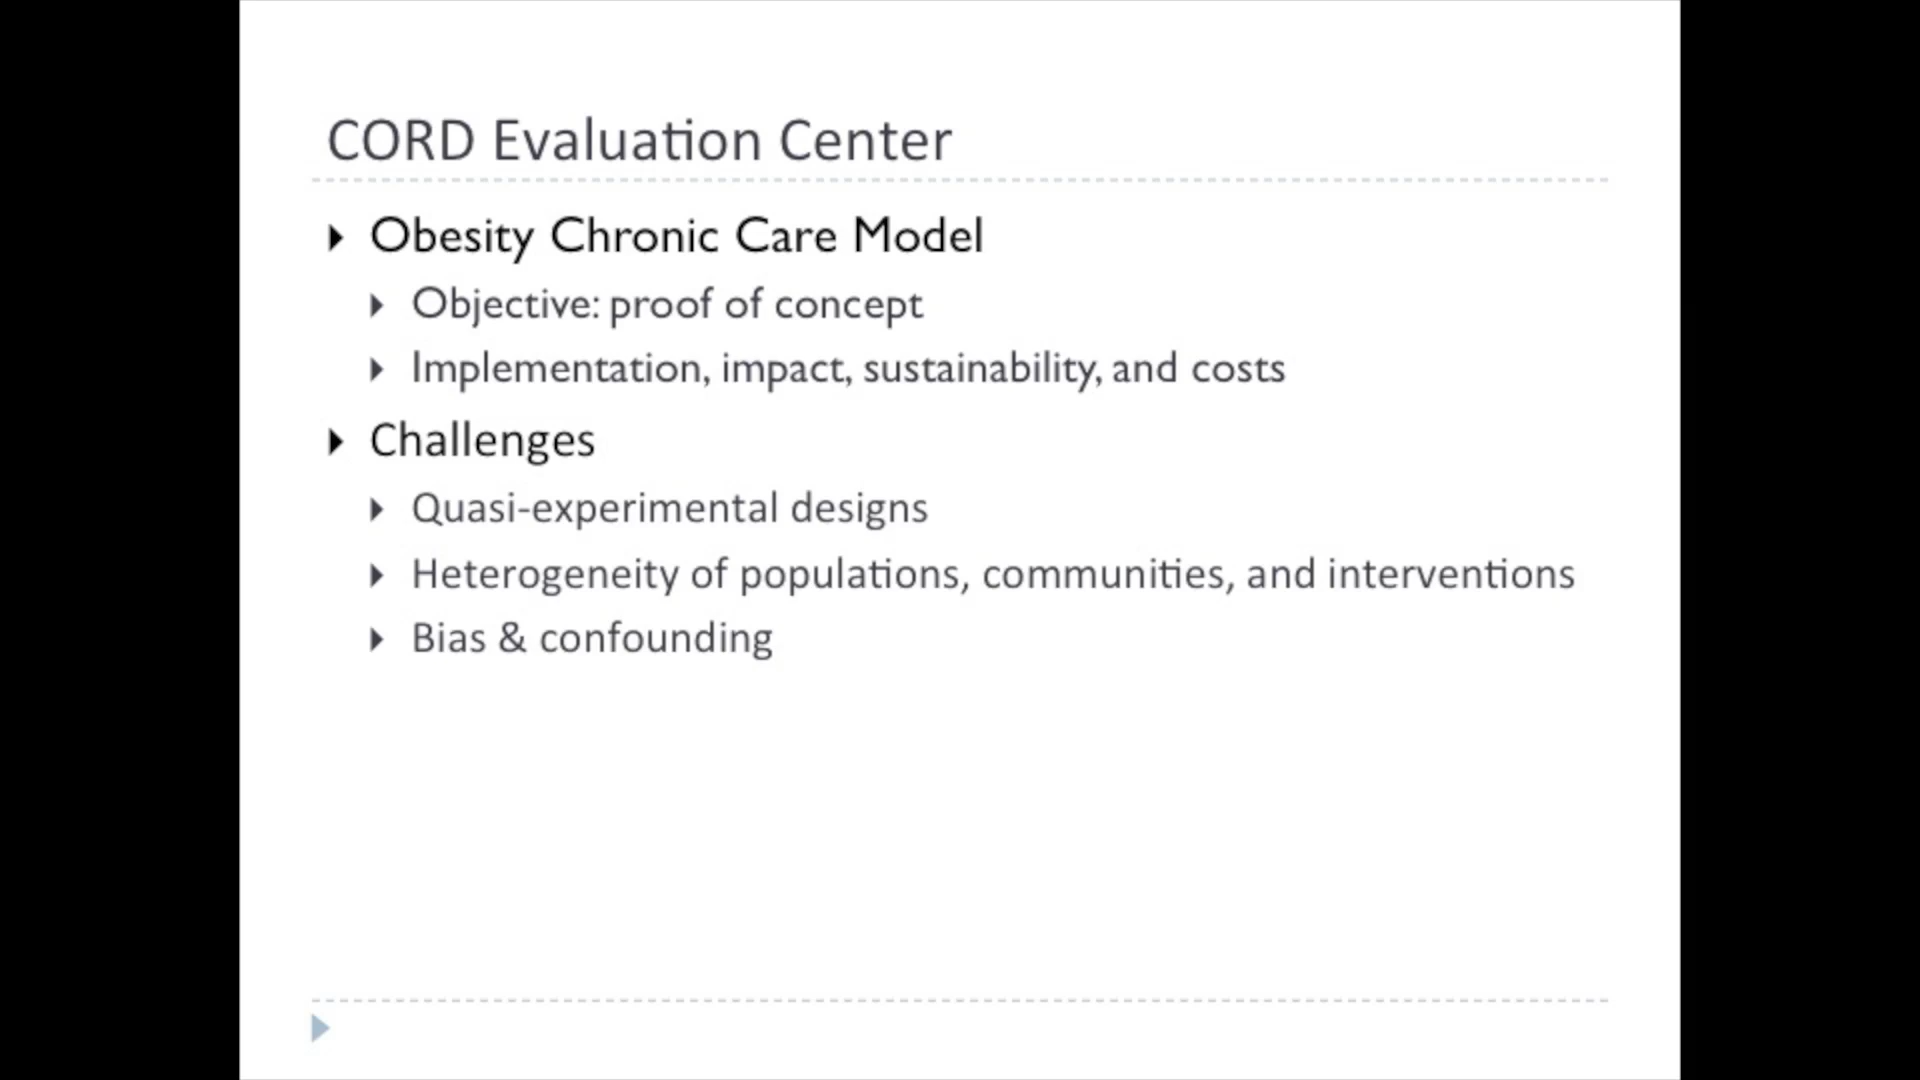 CORD Evaluation Center
Obesity Chronic Care Model
Objective: proof of concept
Implementation, impact, sustainability, and costs
Challenges
Quasi-experimental designs
Heterogeneity of populations, communities, and interventions
Bias & confounding